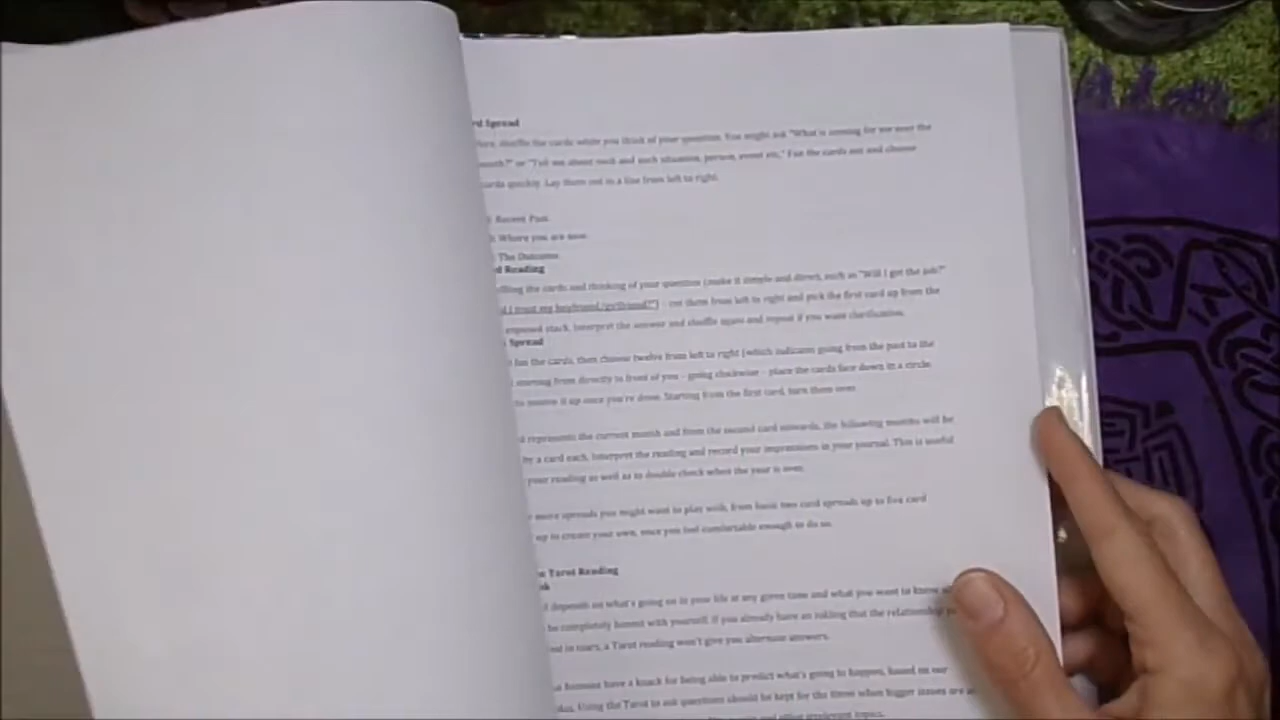 Spread
shuffle the cards while you think of your question. You might ask "What is coming for me over the
month?" or "Tell me about such and such situation, person, event etc." Fan the cards out and choose
cards quickly. Lay them out in a line from left to right.
Recent Past.
Where you are now.
The Outcome.
Reading
the cards and thinking of your question (make it simple and direct, such as "Will I get the job?"
I trust my boyfriend/girlfriend?") - cut them from left to right and pick the first card up from the
exposed stack. Interpret the answer and shuffle again and repeat if you want clarification.
Spread
fan the cards, then choose twelve from left to right (which indicates going from the past to the
starting from directly in front of you - going clockwise - place the cards face down in a circle.
to it up once you're done. Starting from the first card, turn them over.
represents the current month and from the second card onwards, the following months will be
by a card each. Interpret the reading and record your impressions in your journal. This is useful
your reading as well as to double check when the year is over.
more spreads you might want to play with, from basic two card spreads up to five card
up to create your own, once you feel comfortable enough to do so.
Tarot Reading
depends on what's going on in your life at any given time and what you want to know
be completely honest with yourself. If you already have an inkling that the relationship
in tears, a Tarot reading won't give you alternate answers.
humans have a knack for being able to predict what's going to happen, based on our
Using the Tarot to ask questions should be kept for the times when bigger issues are
and other irrelevant topics.